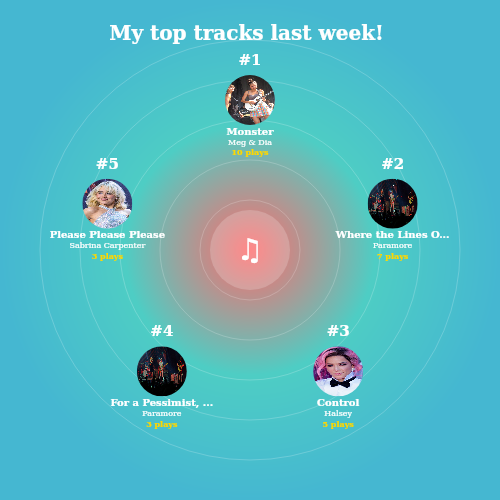 My top tracks last week!
#1
Monster
Meg & Dia
10 plays
#2
Where the Lines O...
Paramore
7 plays
#3
Control
Halsey
5 plays
#4
For a Pessimist, ...
Paramore
3 plays
#5
Please Please Please
Sabrina Carpenter
3 plays